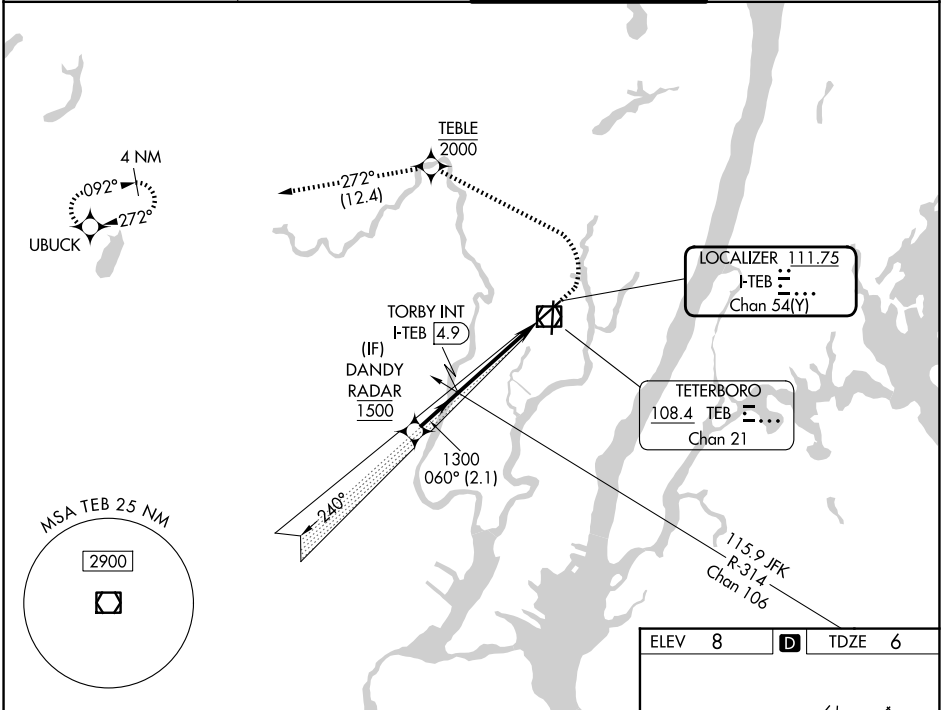 TEBLE
2000
4 NM
092°
272°
UBUCK
272°
(12.4)
LOCALIZER 111.75
I-TEB
Chan 54(Y)
TORBY INT
I-TEB 4.9
(IF)
DANDY
RADAR
1500
TETERBORO
108.4 TEB
Chan 21
1300
060° (2.1)
240°
MSA TEB 25 NM
2900
115.9 JFK
R-314
Chan 106
ELEV 8 D TDZE 6